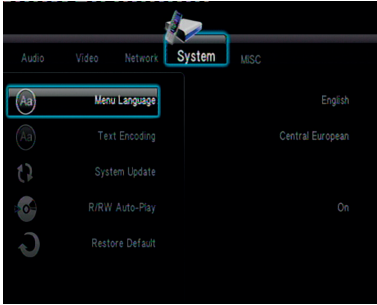 Audio Video Network System MISC
Menu Language English
Text Encoding Central European
System Update
R/RW Auto-Play On
Restore Default